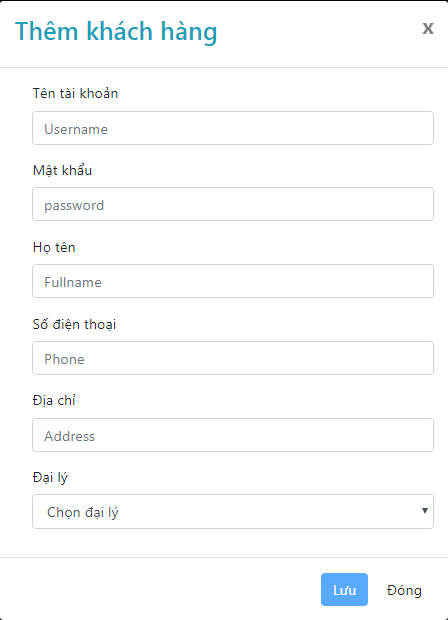 Thêm khách hàng x
Tên tài khoản
Username
Mật khẩu
password
Họ tên
Fullname
Số điện thoại
Phone
Địa chỉ
Address
Đại lý
Chọn đại lý
Lưu Đóng